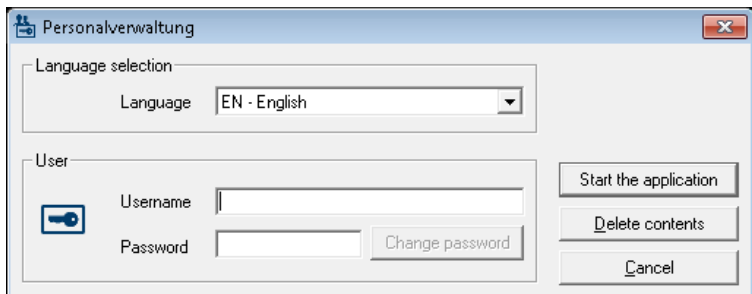 Personalverwaltung
Language selection
Language EN - English
User
Username
Password Change password
Start the application
Delete contents
Cancel